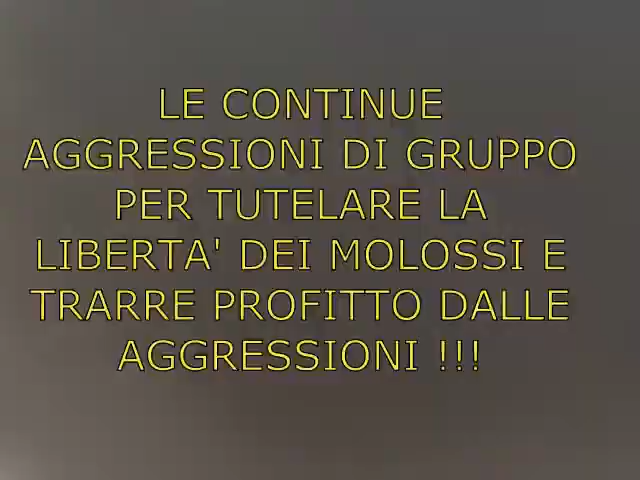 LE CONTINUE
AGGRESSIONI DI GRUPPO
PER TUTELARE LA
LIBERTA' DEI MOLOSSI E
TRARRE PROFITTO DALLE
AGGRESSIONI !!!